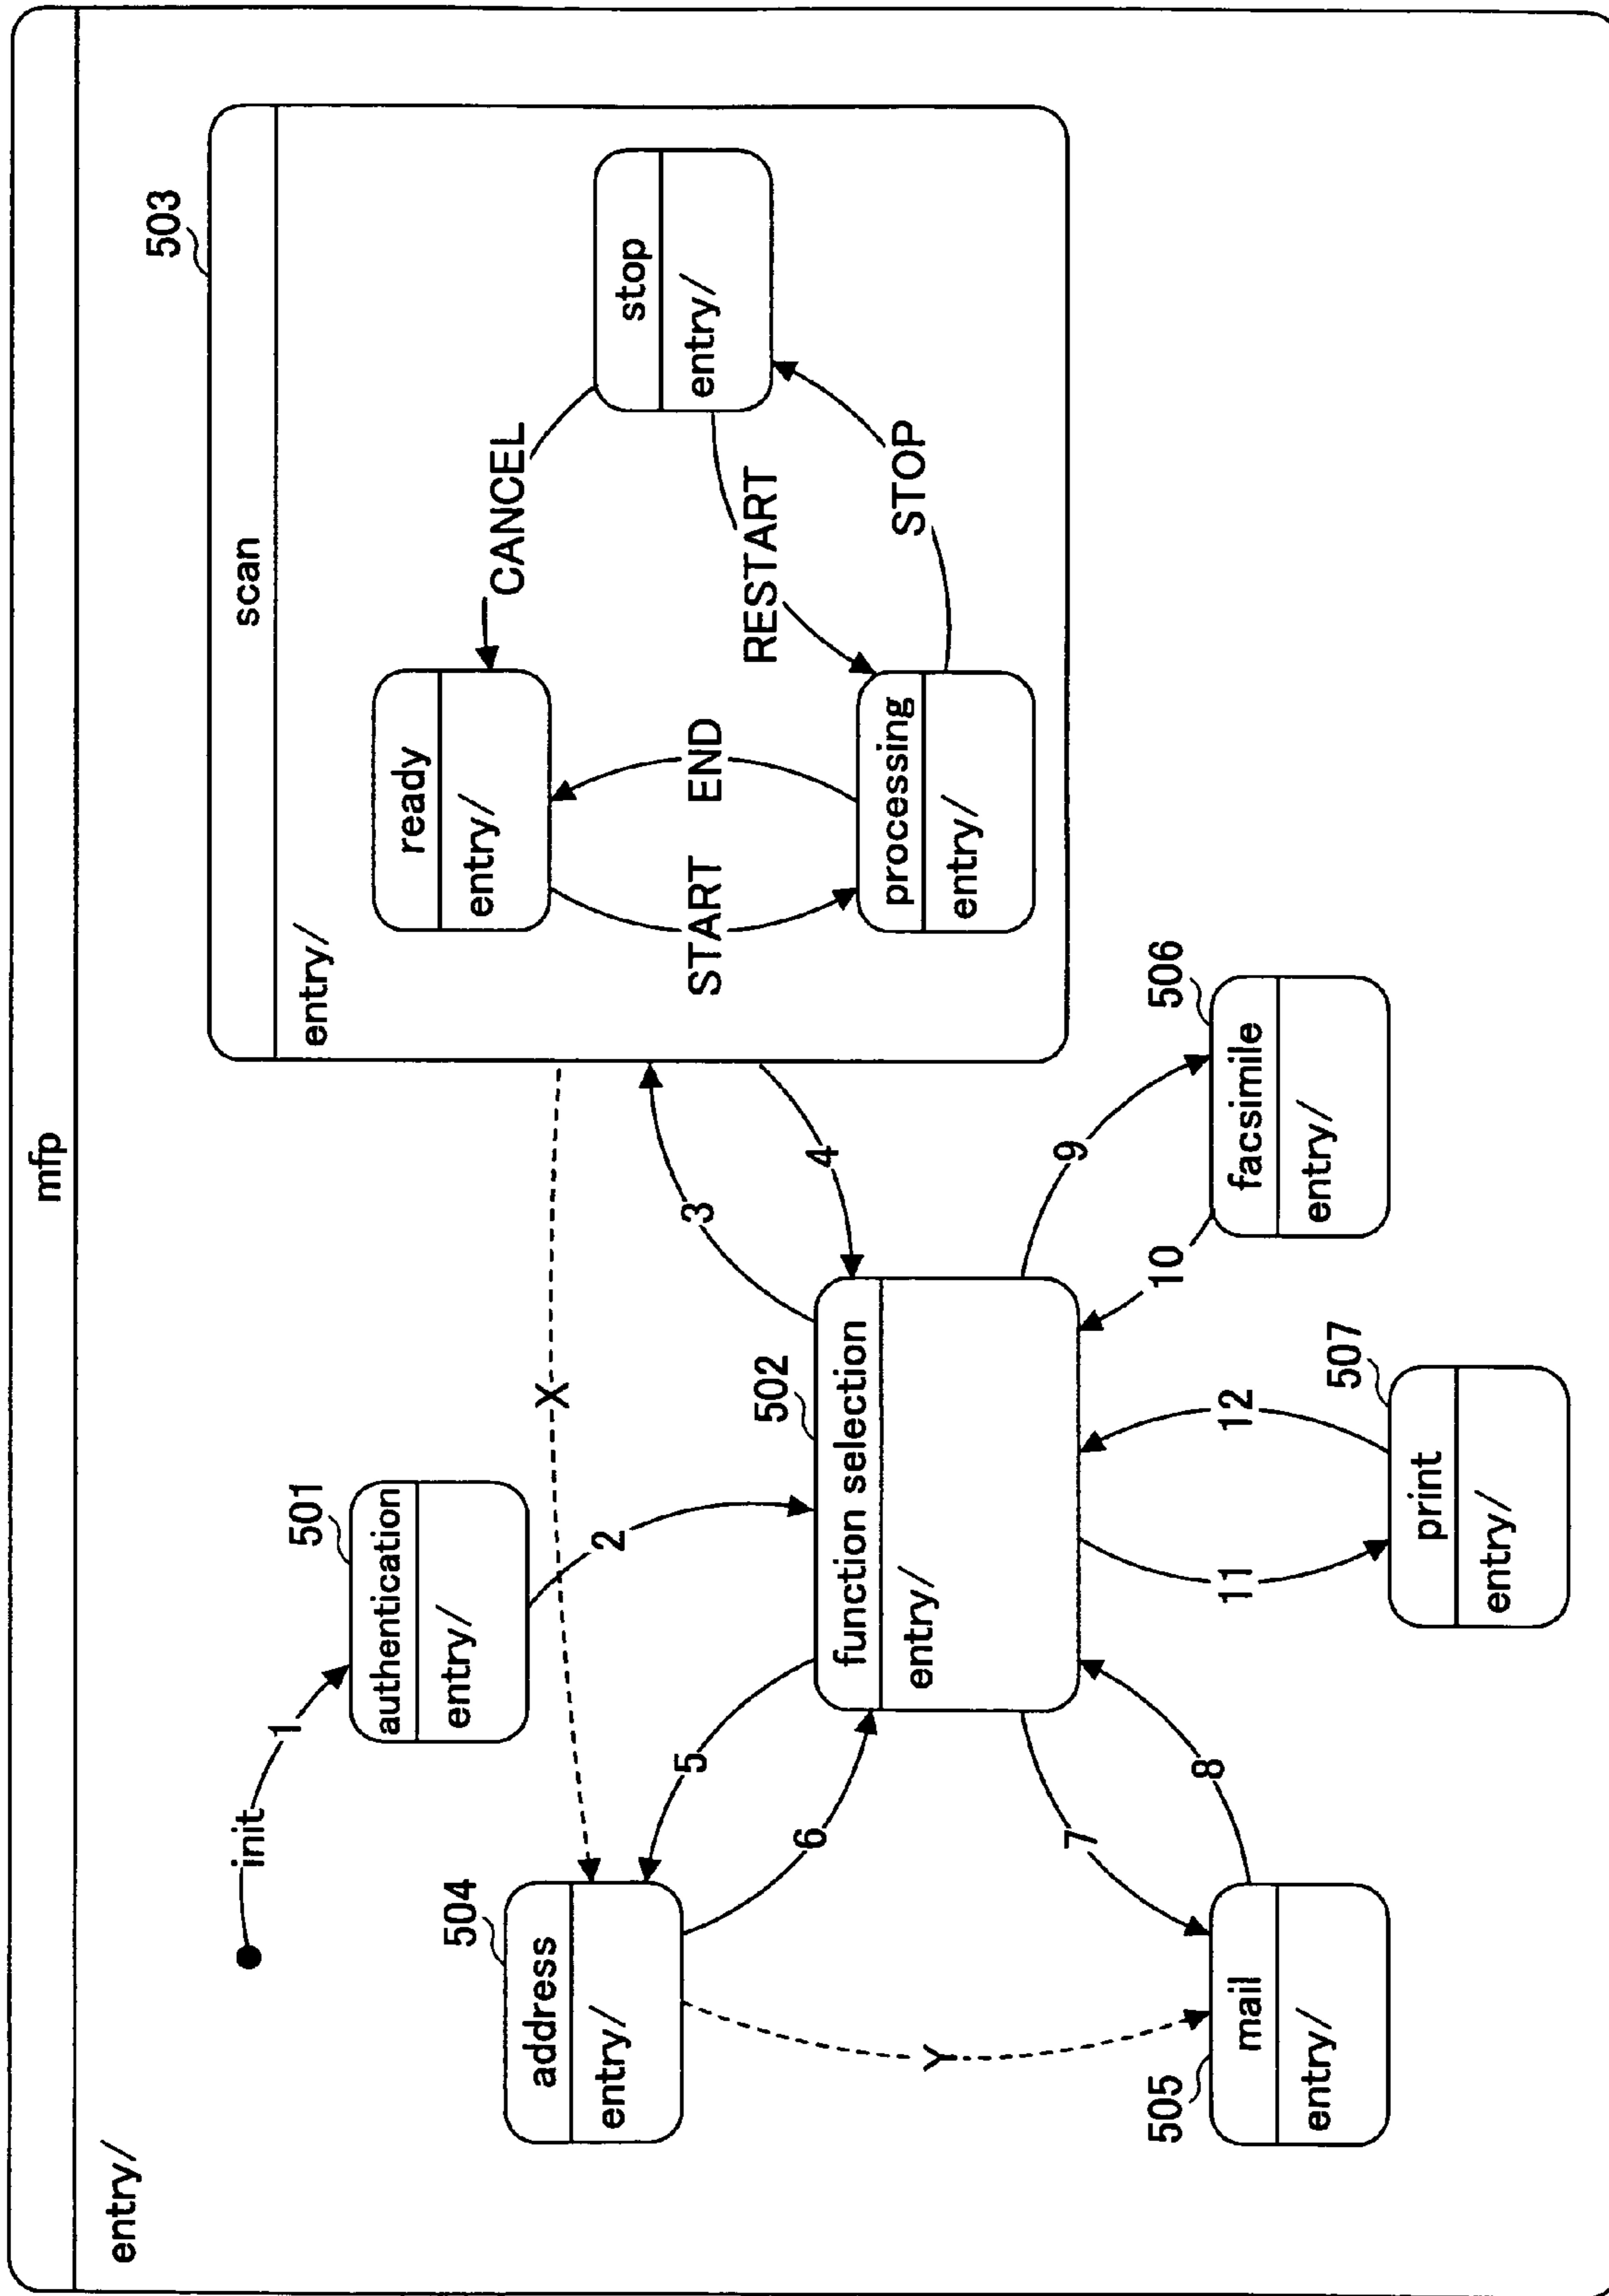 mfp
entry/
init
1
501
authentication
entry/
2
503
scan
entry/
ready
entry/
CANCEL
stop
entry/
START
END
RESTART
STOP
processing
entry/
X
504
address
entry/
5
6
502
function selection
entry/
3
4
Y
505
mail
entry/
7
8
11
12
507
print
entry/
9
10
506
facsimile
entry/